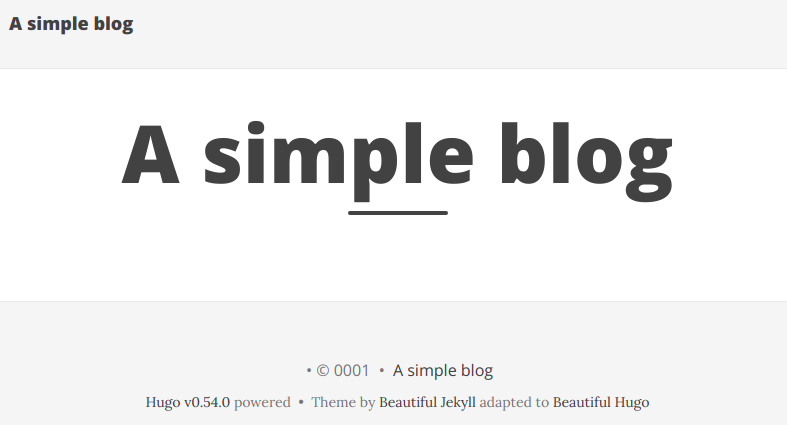 A simple blog
A simple blog
• © 0001 • A simple blog
Hugo v0.54.0 powered • Theme by Beautiful Jekyll adapted to Beautiful Hugo